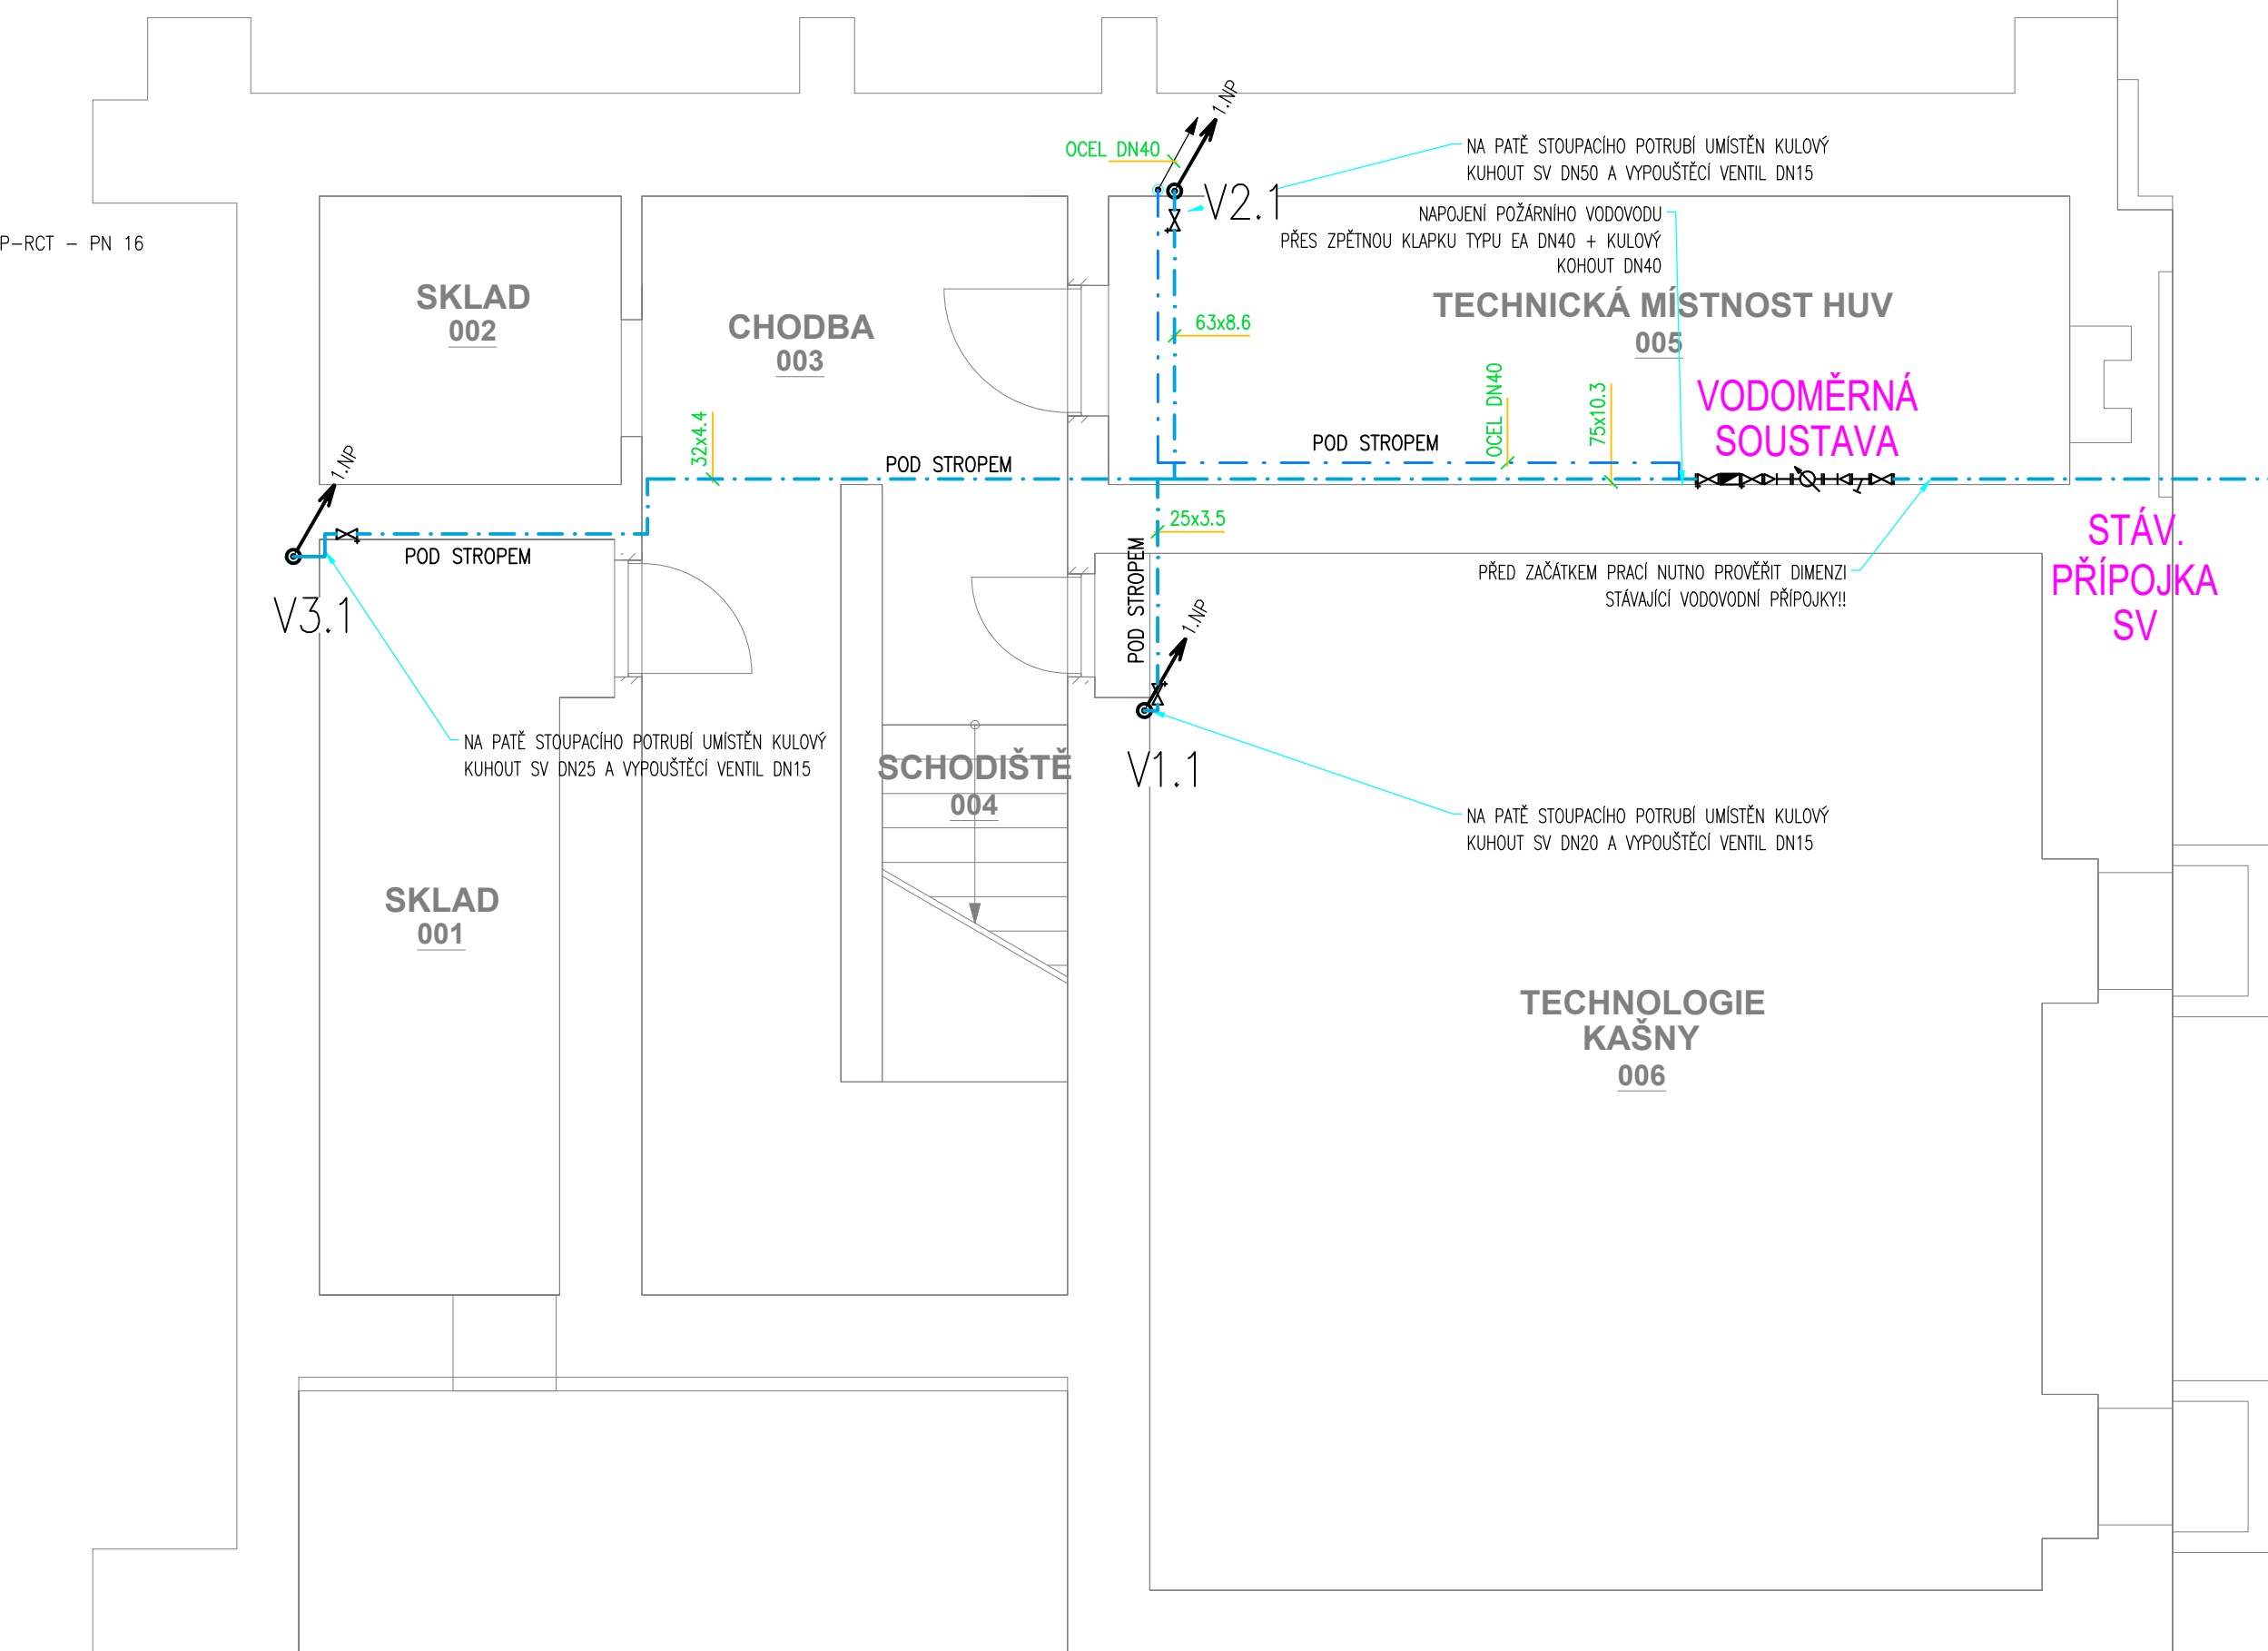 1.NP
OCEL DN40
NA PATĚ STOUPACÍHO POTRUBÍ UMÍSTĚN KULOVÝ
KUHOUT SV DN50 A VYPOUŠTĚCÍ VENTIL DN15
V2.1
NAPOJENÍ POŽÁRNÍHO VODOVODU
PŘES ZPĚTNOU KLAPKU TYPU EA DN40 + KULOVÝ
KOHOUT DN40
P-RCT - PN 16
SKLAD
002
CHODBA
003
TECHNICKÁ MÍSTNOST HUV
005
63x8.6
OCEL DN40
75x10.3
VODOMĚRNÁ
SOUSTAVA
32x4.4
POD STROPEM
POD STROPEM
1.NP
25x3.5
STÁV.
PŘÍPOJKA
SV
POD STROPEM
POD STROPEM
PŘED ZAČÁTKEM PRACÍ NUTNO PROVĚŘIT DIMENZI
STÁVAJÍCÍ VODOVODNÍ PŘÍPOJKY!!
V3.1
1.NP
NA PATĚ STOUPACÍHO POTRUBÍ UMÍSTĚN KULOVÝ
KUHOUT SV DN25 A VYPOUŠTĚCÍ VENTIL DN15
SCHODIŠTĚ
004
V1.1
NA PATĚ STOUPACÍHO POTRUBÍ UMÍSTĚN KULOVÝ
KUHOUT SV DN20 A VYPOUŠTĚCÍ VENTIL DN15
SKLAD
001
TECHNOLOGIE
KAŠNY
006